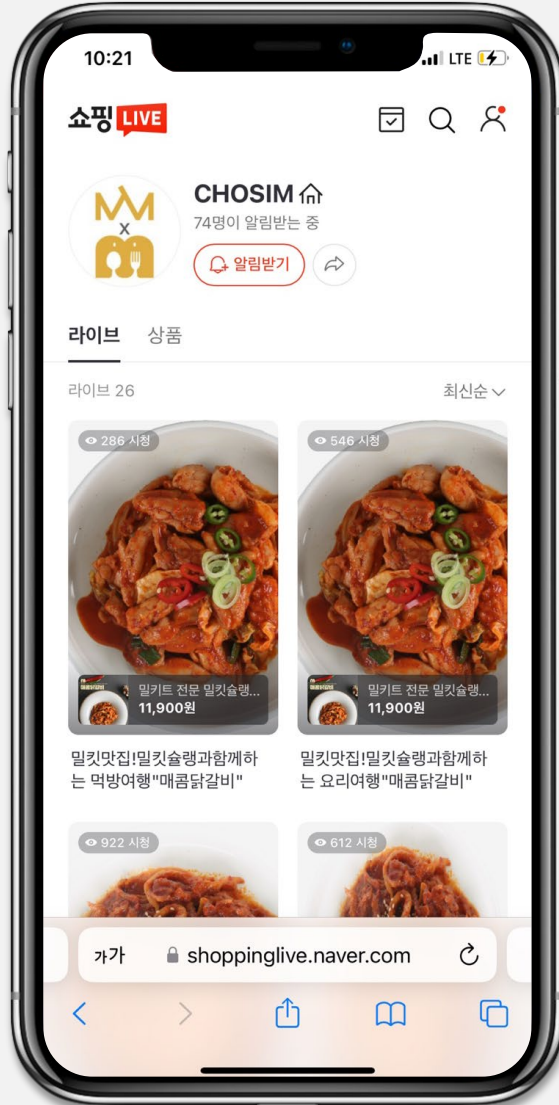 10:21
LTE
쇼핑 LIVE
CHOSIM
74명이 알림받는 중
알림받기
라이브 상품
라이브 26
최신순
286 시청
546 시청
밀키트 전문 밀킷슐랭...
11,900원
밀키트 전문 밀킷슐랭...
11,900원
밀킷맛집!밀킷슐랭과함께하
는 먹방여행"매콤닭갈비"
밀킷맛집!밀킷슐랭과함께하
는 요리여행"매콤닭갈비"
922 시청
612 시청
가가 shoppinglive.naver.com